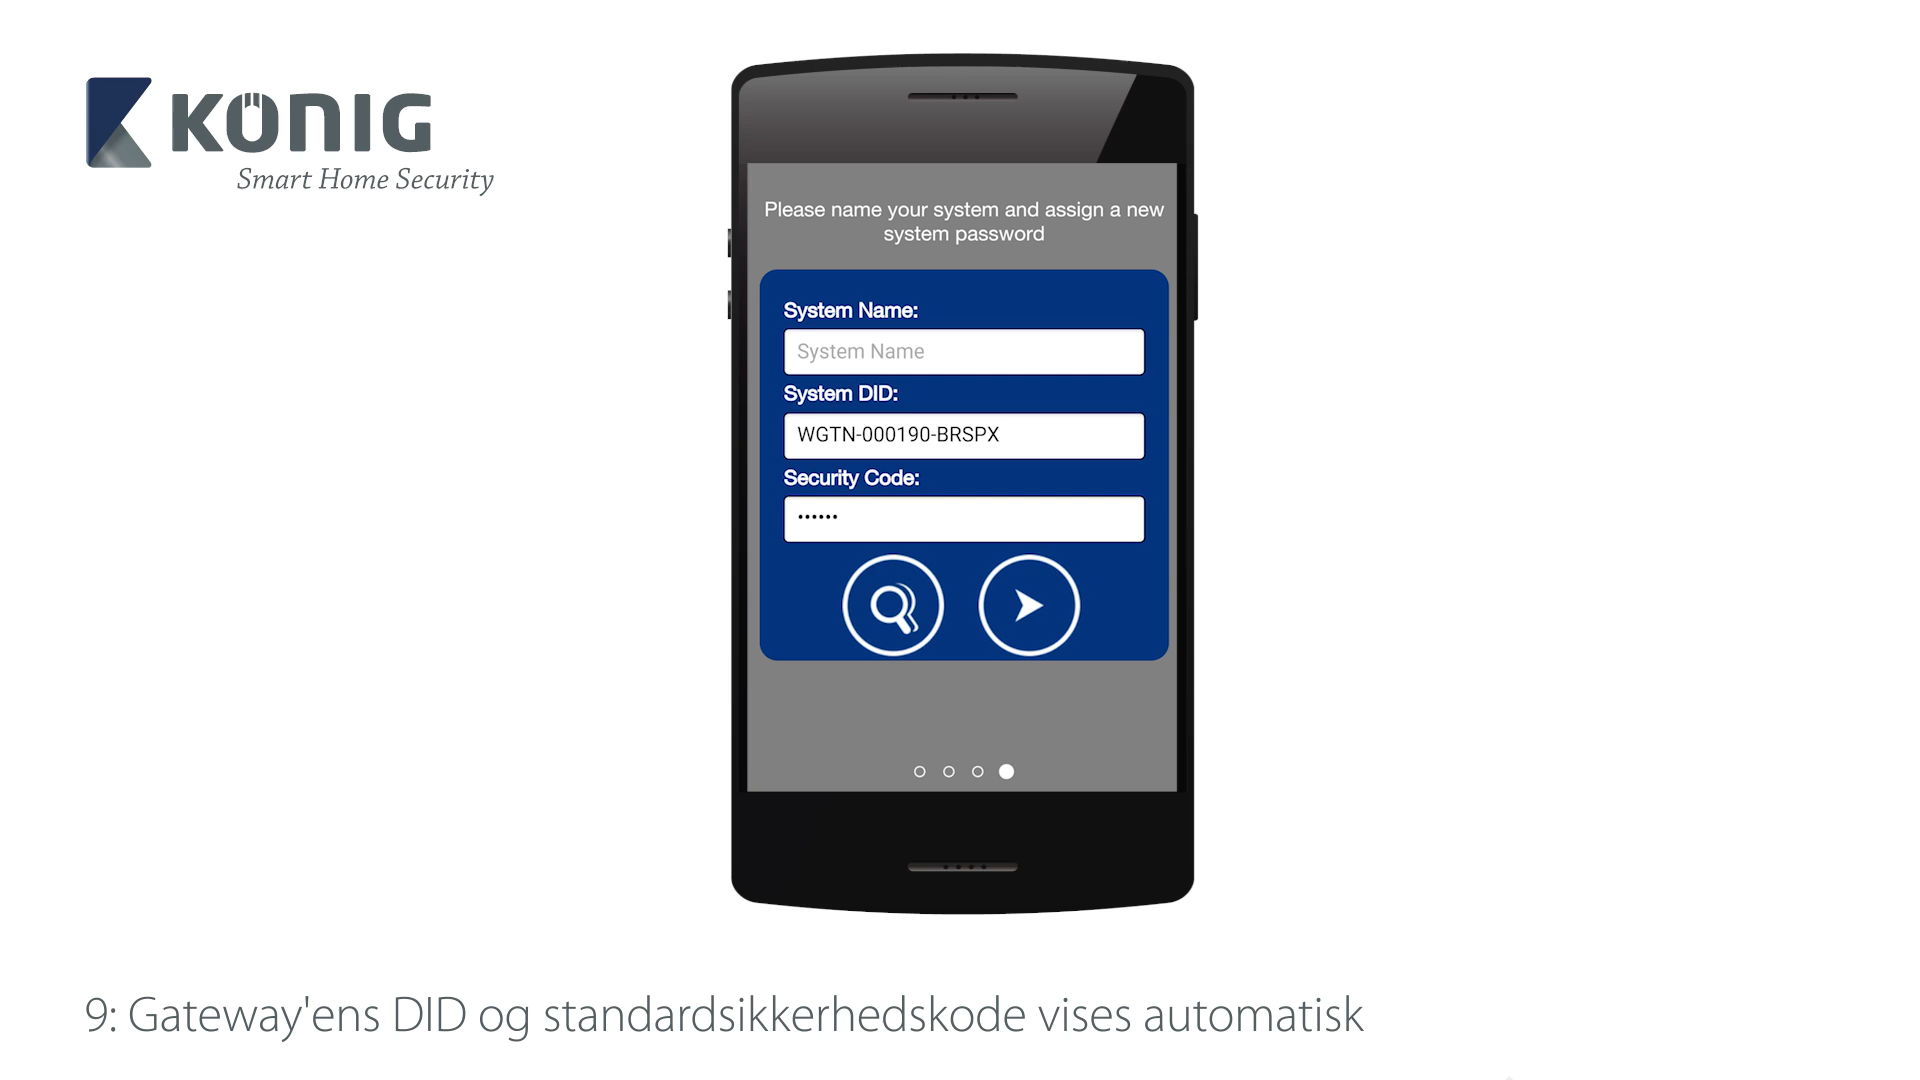 KÖNIG
Smart Home Security
Please name your system and assign a new
system password
System Name:
System Name
System DID:
WGTN-000190-BRSPX
Security Code:
••••••
9: Gateway'ens DID og standardsikkerhedskode vises automatisk